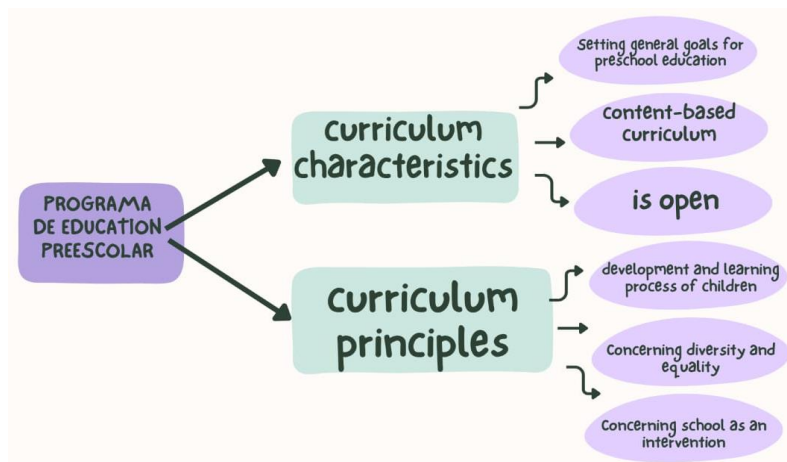 PROGRAMA
DE EDUCATION
PREESCOLAR
curriculum
characteristics
Setting general goals for
preschool education
content-based
curriculum
is open
curriculum
principles
development and learning
process of children
Concerning diversity and
equality
Concerning school as an
intervention